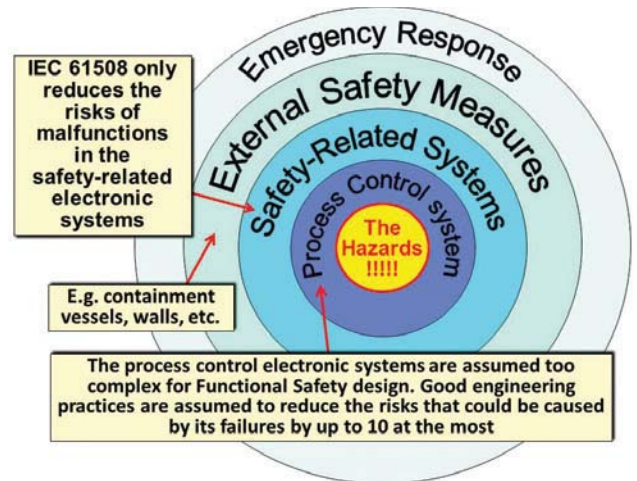 Emergency Response
External Safety Measures
Safety-Related Systems
Process Control system
The
Hazards
!!!!!
IEC 61508 only
reduces the
risks of
malfunctions
in the
safety-related
electronic
systems
E.g. containment
vessels, walls, etc.
The process control electronic systems are assumed too
complex for Functional Safety design. Good engineering
practices are assumed to reduce the risks that could be caused
by its failures by up to 10 at the most